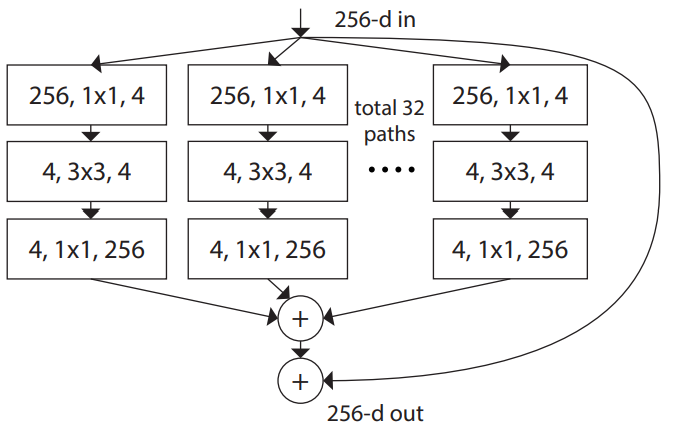 256-d in
256, 1x1, 4
256, 1x1, 4
total 32
paths
256, 1x1, 4
4, 3x3, 4
4, 3x3, 4
....
4, 3x3, 4
4, 1x1, 256
4, 1x1, 256
4, 1x1, 256
+
+
256-d out